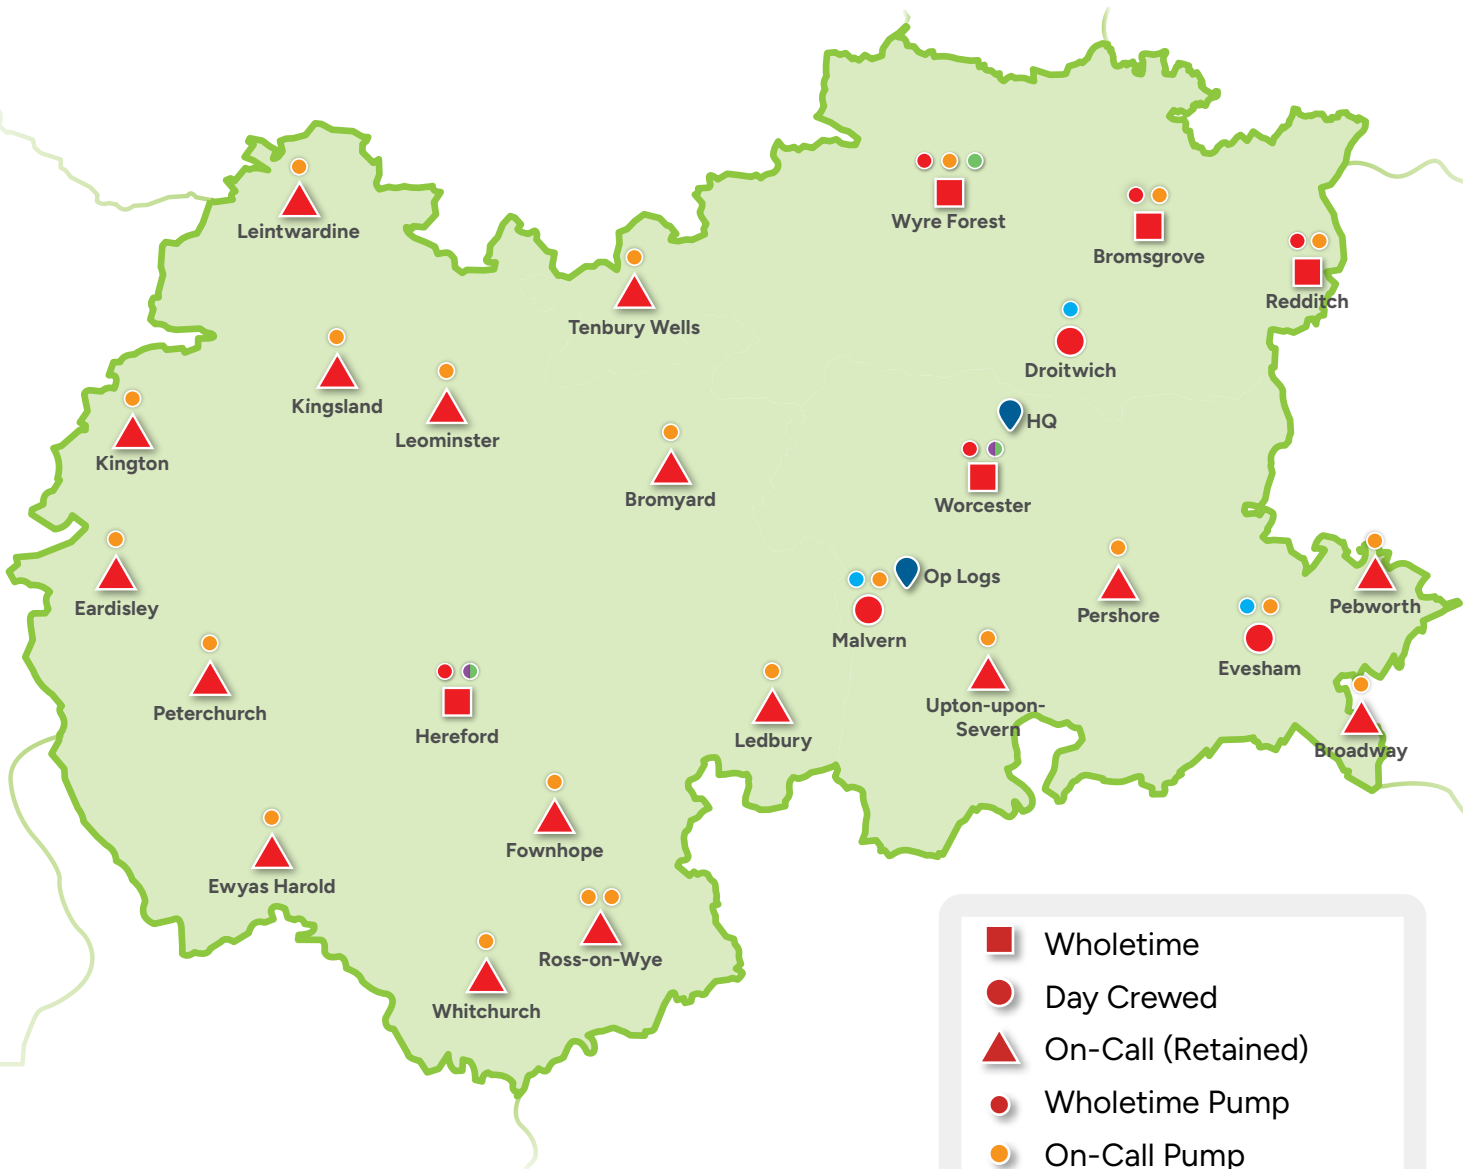 Leintwardine
Wyre Forest
Bromsgrove
Redditch
Tenbury Wells
Droitwich
Kingsland
Leominster
HQ
Kington
Bromyard
Worcester
Op Logs
Eardisley
Pebworth
Pershore
Malvern
Evesham
Peterchurch
Upton-upon-
Severn
Hereford
Ledbury
Broadway
Fownhope
Ewyas Harold
Ross-on-Wye
Whitchurch
Wholetime
Day Crewed
On-Call (Retained)
Wholetime Pump
On-Call Pump